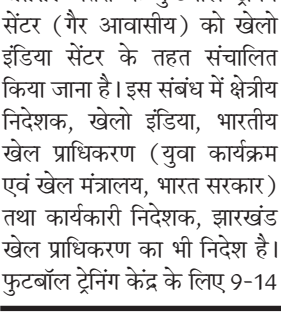 सेंटर (गैर आवासीय) को खेलो
इंडिया सेंटर के तहत संचालित
किया जाना है। इस संबंध में क्षेत्रीय
निदेशक, खेलो इंडिया, भारतीय
खेल प्राधिकरण (युवा कार्यक्रम
एवं खेल मंत्रालय, भारत सरकार)
तथा कार्यकारी निदेशक, झारखंड
खेल प्राधिकरण का भी निदेश है।
फुटबॉल ट्रेनिंग केंद्र के लिए 9-14